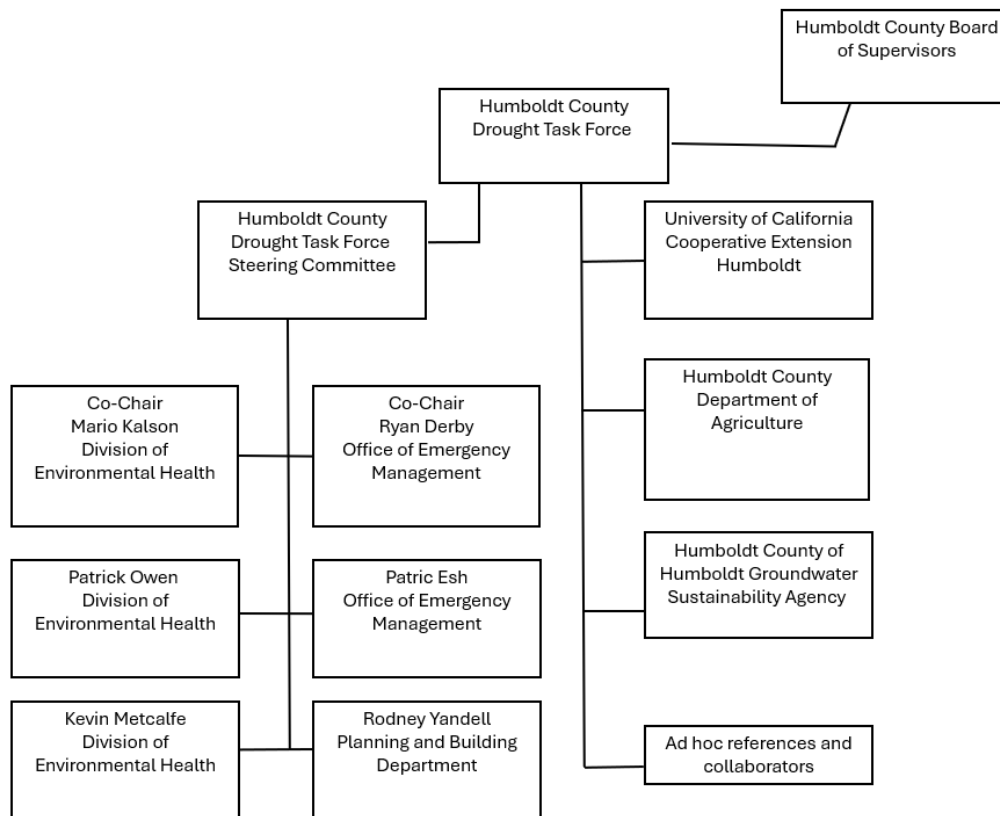 Humboldt County Board
of Supervisors
Humboldt County
Drought Task Force
Humboldt County
Drought Task Force
Steering Committee
University of California
Cooperative Extension
Humboldt
Co-Chair
Mario Kalson
Division of
Environmental Health
Co-Chair
Ryan Derby
Office of Emergency
Management
Humboldt County
Department of
Agriculture
Patrick Owen
Division of
Environmental Health
Patric Esh
Office of Emergency
Management
Humboldt County of
Humboldt Groundwater
Sustainability Agency
Kevin Metcalfe
Division of
Environmental Health
Rodney Yandell
Planning and Building
Department
Ad hoc references and
collaborators